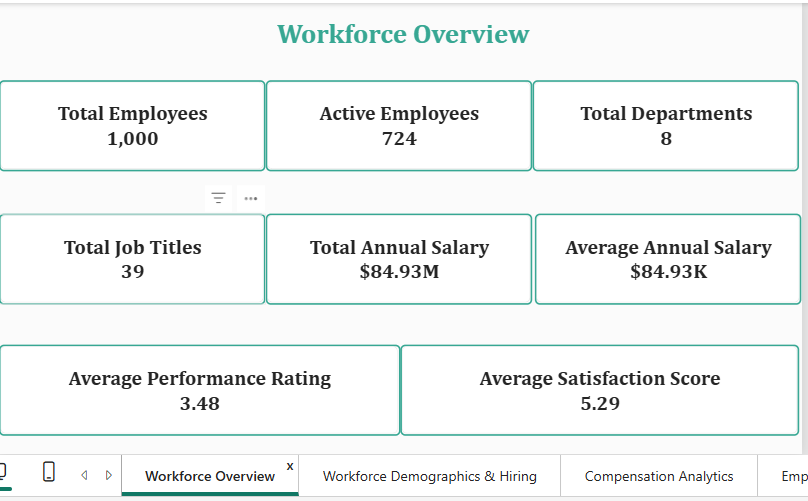 Workforce Overview
Total Employees
1,000
Active Employees
724
Total Departments
8
Total Job Titles
39
Total Annual Salary
$84.93M
Average Annual Salary
$84.93K
Average Performance Rating
3.48
Average Satisfaction Score
5.29
Workforce Overview x
Workforce Demographics & Hiring
Compensation Analytics
Emp